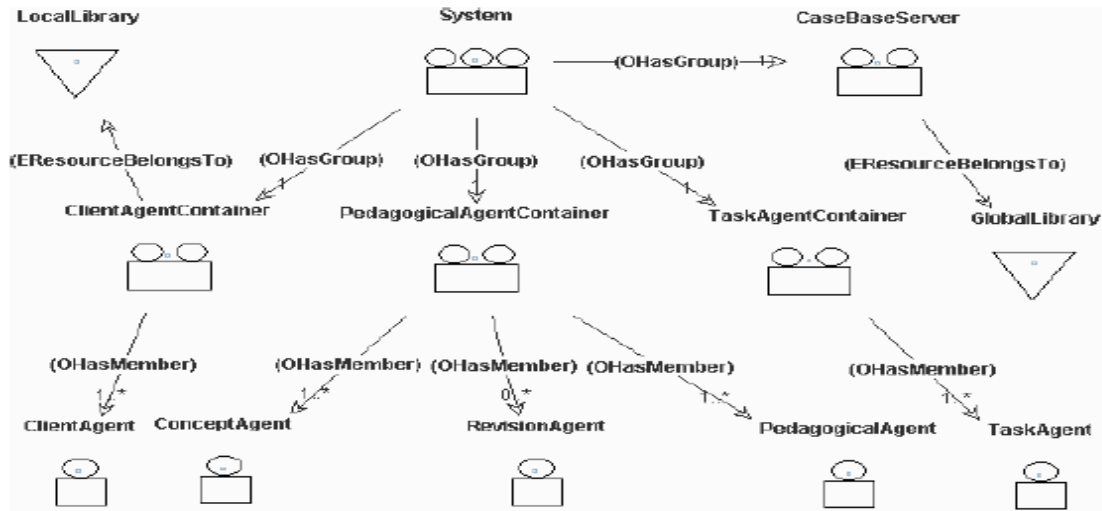 LocalLibrary
System
CaseBaseServer
(OHasGroup)
1
(EResourceBelongsTo)
(OHasGroup)
(OHasGroup)
(OHasGroup)
(EResourceBelongsTo)
1
1
1
ClientAgentContainer
PedagogicalAgentContainer
TaskAgentContainer
GlobalLibrary
(OHasMember)
(OHasMember)
(OHasMember)
(OHasMember)
(OHasMember)
1..*
1..*
0..*
1..*
1..*
ClientAgent
ConceptAgent
RevisionAgent
PedagogicalAgent
TaskAgent